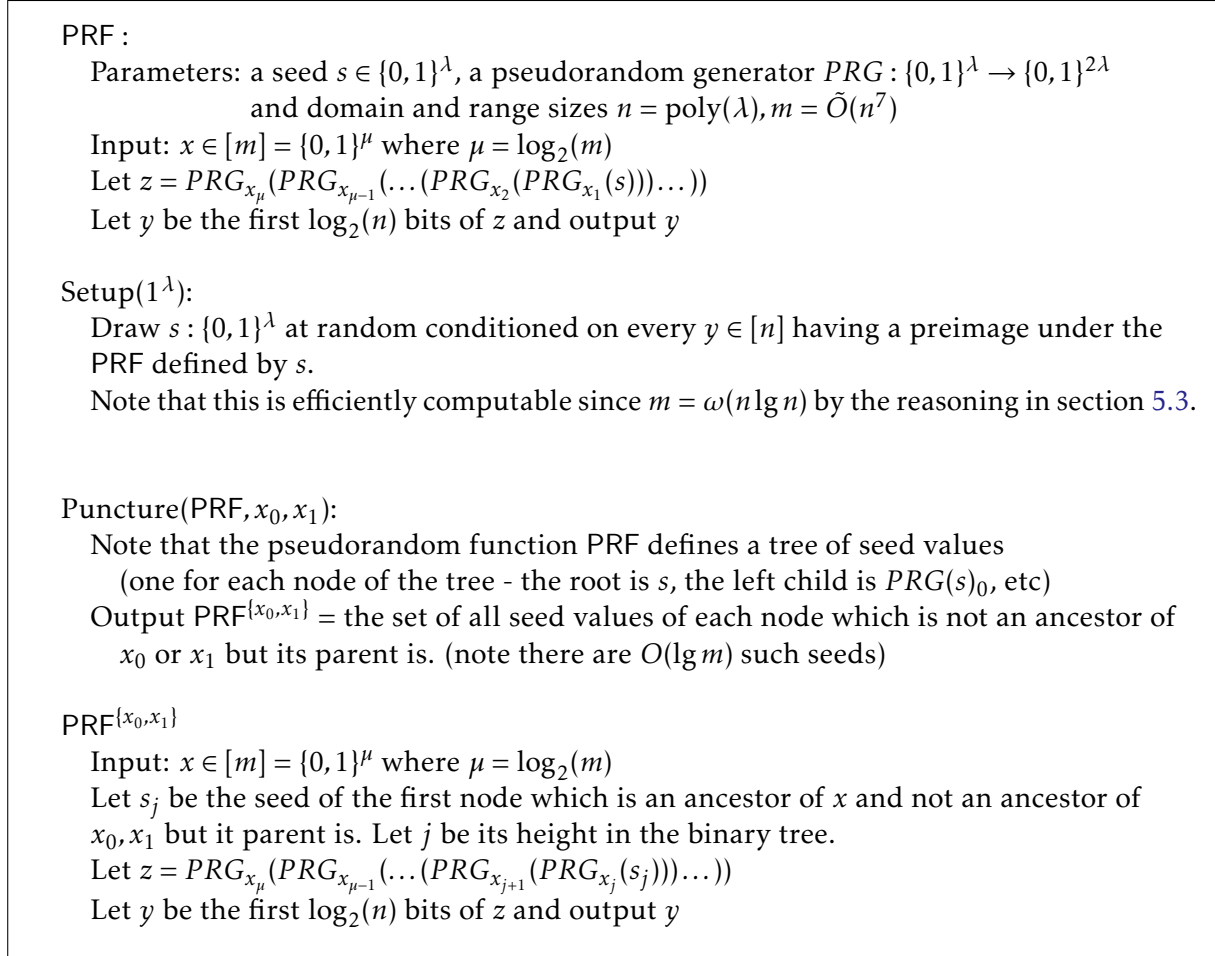 PRF :
Parameters: a seed s ∈ {0, 1}^λ, a pseudorandom generator PRG : {0, 1}^λ → {0, 1}^{2λ}
and domain and range sizes n = poly(λ), m = Õ(n^7)
Input: x ∈ [m] = {0, 1}^μ where μ = log_2(m)
Let z = PRG_{x_μ}(PRG_{x_{μ−1}}(. . . (PRG_{x_2}(PRG_{x_1}(s))) . . . ))
Let y be the first log_2(n) bits of z and output y
Setup(1^λ):
Draw s : {0, 1}^λ at random conditioned on every y ∈ [n] having a preimage under the
PRF defined by s.
Note that this is efficiently computable since m = ω(n lg n) by the reasoning in section 5.3.
Puncture(PRF, x_0, x_1):
Note that the pseudorandom function PRF defines a tree of seed values
(one for each node of the tree - the root is s, the left child is PRG(s)_0, etc)
Output PRF^{{x_0,x_1}} = the set of all seed values of each node which is not an ancestor of
x_0 or x_1 but its parent is. (note there are O(lg m) such seeds)
PRF^{{x_0,x_1}}
Input: x ∈ [m] = {0, 1}^μ where μ = log_2(m)
Let s_j be the seed of the first node which is an ancestor of x and not an ancestor of
x_0, x_1 but it parent is. Let j be its height in the binary tree.
Let z = PRG_{x_μ}(PRG_{x_{μ−1}}(. . . (PRG_{x_{j+1}}(PRG_{x_j}(s_j))) . . . ))
Let y be the first log_2(n) bits of z and output y